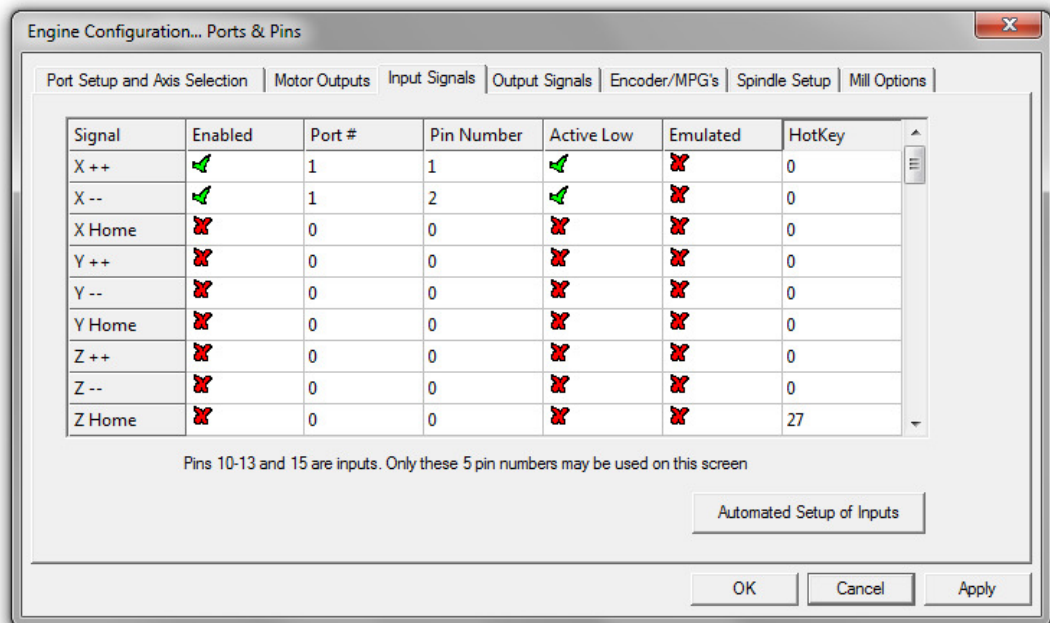 Engine Configuration... Ports & Pins
X
Port Setup and Axis Selection Motor Outputs Input Signals Output Signals Encoder/MPG's Spindle Setup Mill Options
Signal Enabled Port # Pin Number Active Low Emulated HotKey
X ++ 1 1 0
X -- 1 2 0
X Home 0 0 0
Y ++ 0 0 0
Y -- 0 0 0
Y Home 0 0 0
Z ++ 0 0 0
Z -- 0 0 0
Z Home 0 0 27
Pins 10-13 and 15 are inputs. Only these 5 pin numbers may be used on this screen
Automated Setup of Inputs
OK Cancel Apply